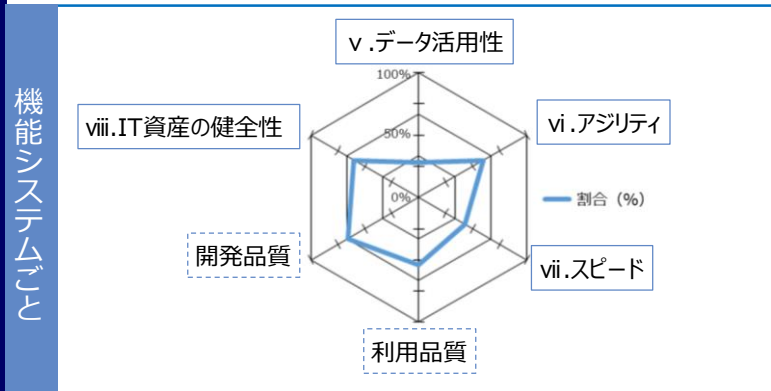 機能システムごと
ⅴ.データ活用性
100%
ⅷ.IT資産の健全性
50%
ⅵ.アジリティ
0%
割合（%）
開発品質
ⅶ.スピード
利用品質